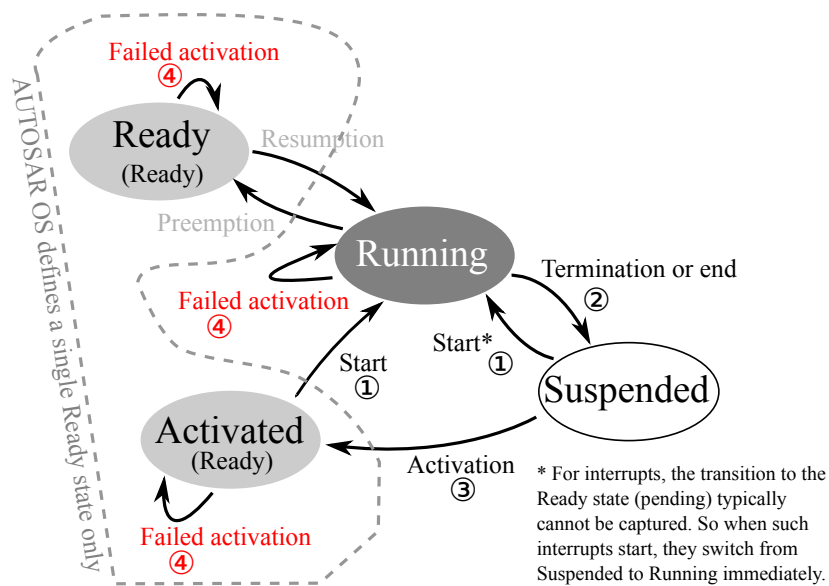 Failed activation
④
Ready
(Ready)
Resumption
Preemption
AUTOSAR OS defines a single Ready state only
Running
Failed activation
④
Termination or end
②
Start
①
Start*
①
Suspended
Activated
(Ready)
Activation
③
Failed activation
④
* For interrupts, the transition to the
Ready state (pending) typically
cannot be captured. So when such
interrupts start, they switch from
Suspended to Running immediately.